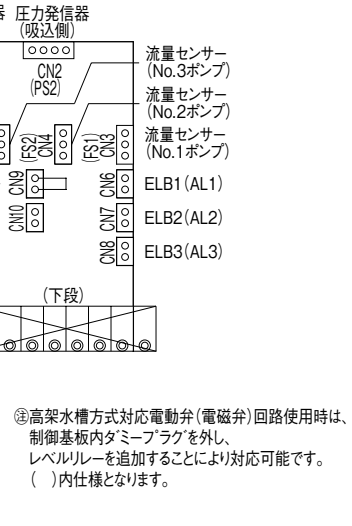 器 圧力発信器
(吸込側)
CN2
(PS2)
流量センサー
(No.3ポンプ)
流量センサー
(No.2ポンプ)
流量センサー
(No.1ポンプ)
(FS2)
CN4
(FS1)
CN3
CN9
CN6
ELB1(AL1)
CN10
CN7
ELB2(AL2)
CN8
ELB3(AL3)
(下段)
㊟高架水槽方式対応電動弁(電磁弁)回路使用時は、
制御基板内ダミープラグを外し、
レベルリレーを追加することにより対応可能です。
( )内仕様となります。